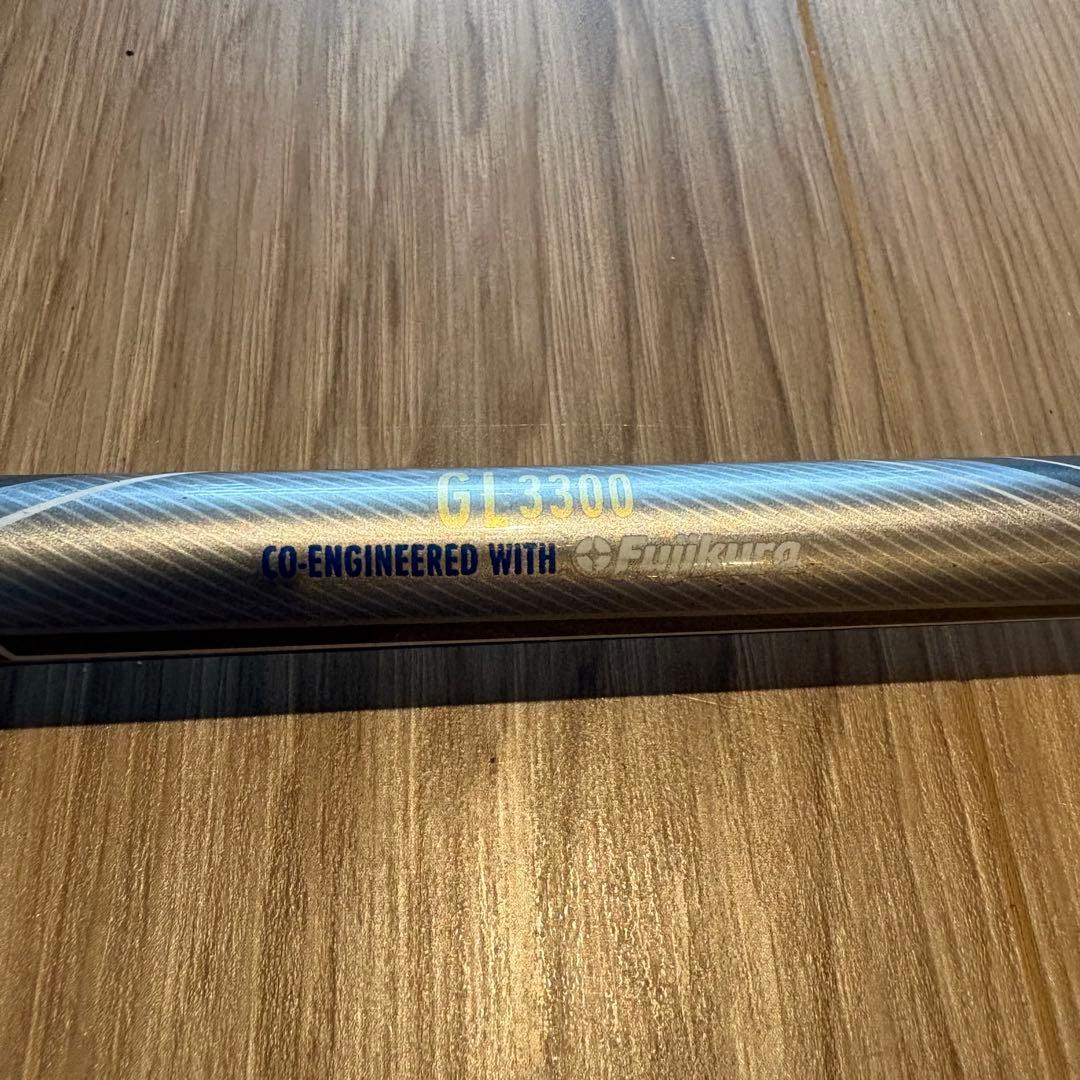 GL3300
CO-ENGINEERED WITH Fujikura